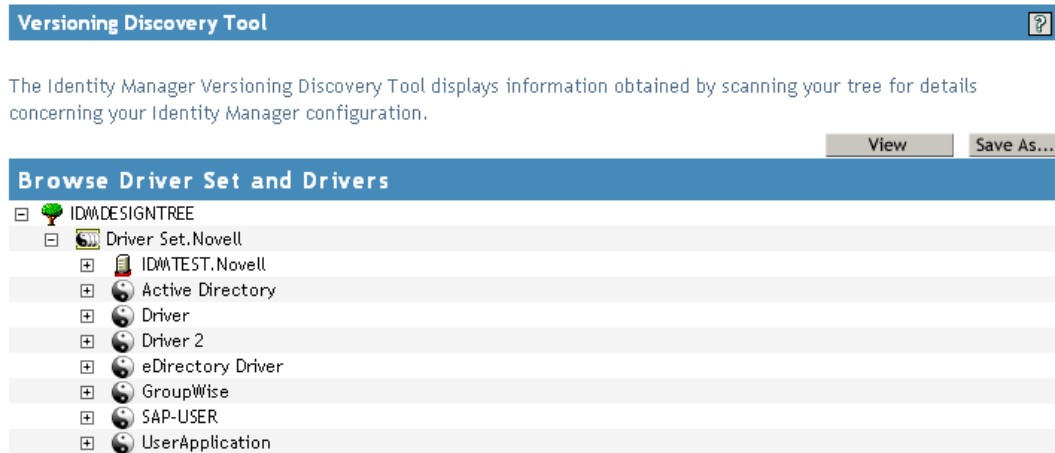 Versioning Discovery Tool
?
The Identity Manager Versioning Discovery Tool displays information obtained by scanning your tree for details
concerning your Identity Manager configuration.
View
Save As...
Browse Driver Set and Drivers
IDMDESIGNTREE
Driver Set.Novell
IDMTEST.Novell
Active Directory
Driver
Driver 2
eDirectory Driver
GroupWise
SAP-USER
UserApplication